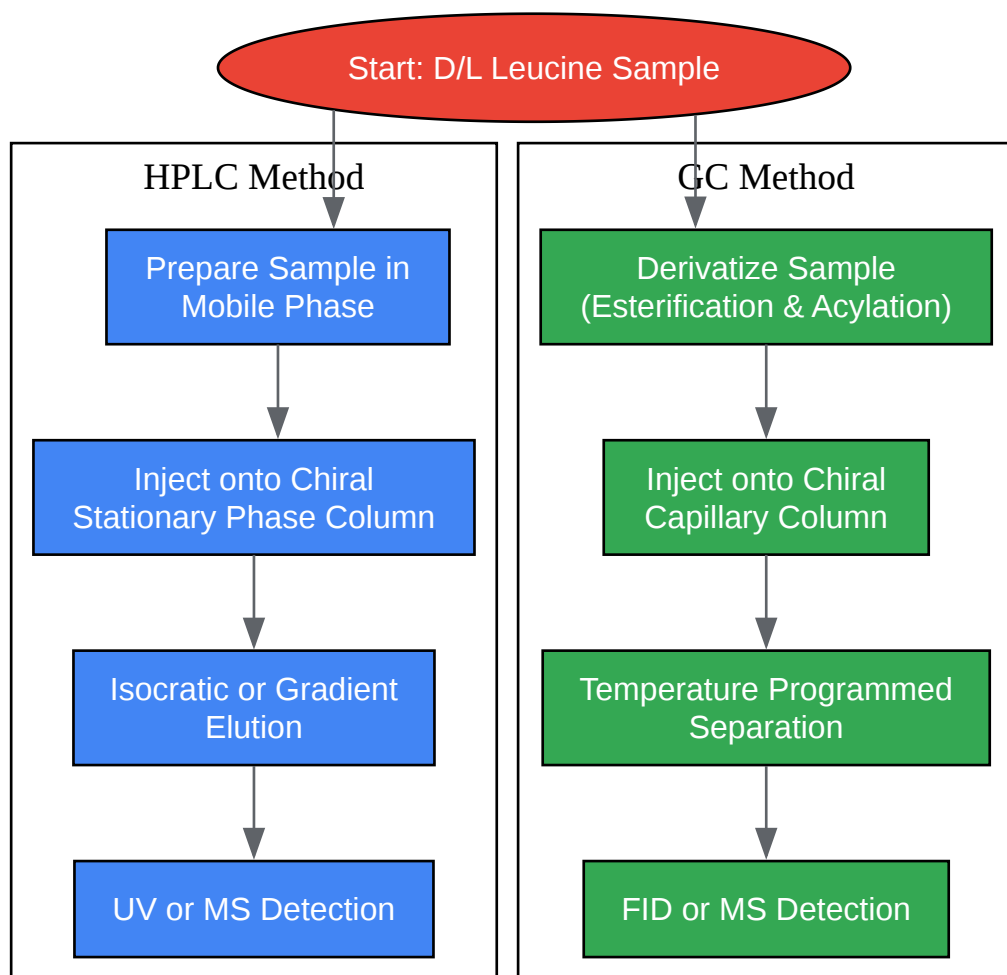 Start: D/L Leucine Sample
HPLC Method
Prepare Sample in
Mobile Phase
Inject onto Chiral
Stationary Phase Column
Isocratic or Gradient
Elution
UV or MS Detection
GC Method
Derivatize Sample
(Esterification & Acylation)
Inject onto Chiral
Capillary Column
Temperature Programmed
Separation
FID or MS Detection